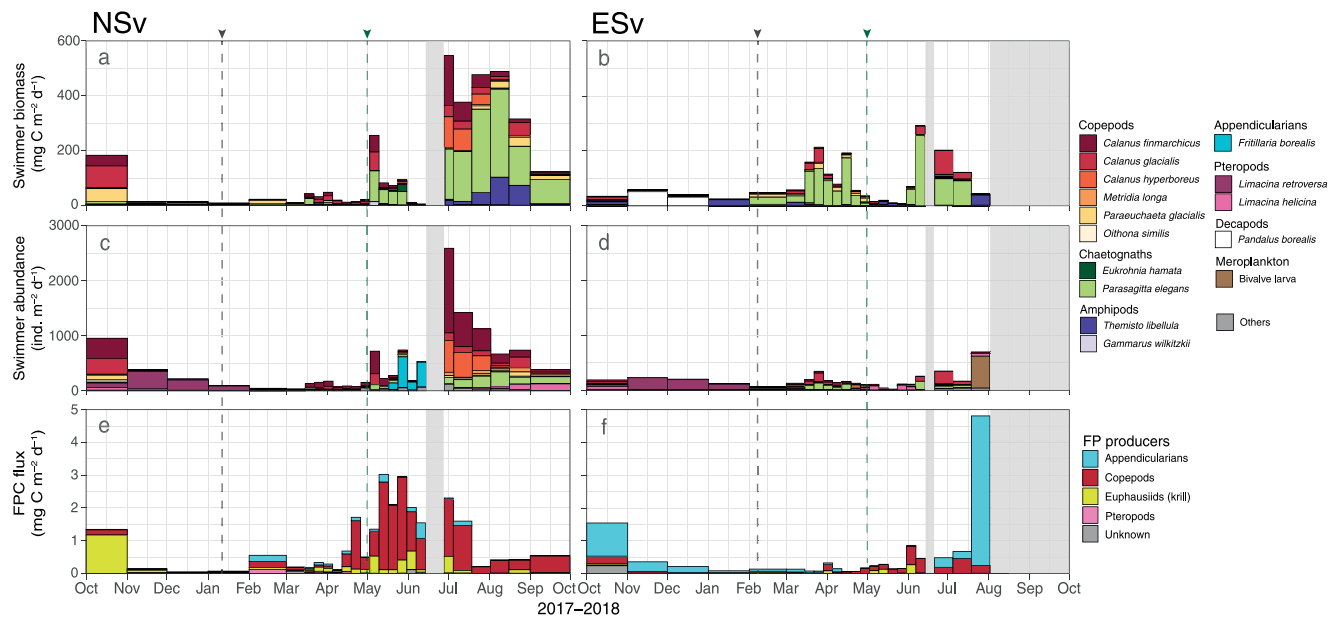 NSv
ESv
a
b
Swimmer biomass
(mg C m⁻² d⁻¹)
600
400
200
0
c
d
Swimmer abundance
(ind. m⁻² d⁻¹)
3000
2000
1000
0
e
f
FPC flux
(mg C m⁻² d⁻¹)
5
4
3
2
1
0
Oct Nov Dec Jan Feb Mar Apr May Jun Jul Aug Sep Oct
Oct Nov Dec Jan Feb Mar Apr May Jun Jul Aug Sep Oct
2017–2018
Copepods
Calanus finmarchicus
Calanus glacialis
Calanus hyperboreus
Metridia longa
Paraeuchaeta glacialis
Oithona similis
Chaetognaths
Eukrohnia hamata
Parasagitta elegans
Amphipods
Themisto libellula
Gammarus wilkitzkii
Appendicularians
Fritillaria borealis
Pteropods
Limacina retroversa
Limacina helicina
Decapods
Pandalus borealis
Meroplankton
Bivalve larva
Others
FP producers
Appendicularians
Copepods
Euphausiids (krill)
Pteropods
Unknown